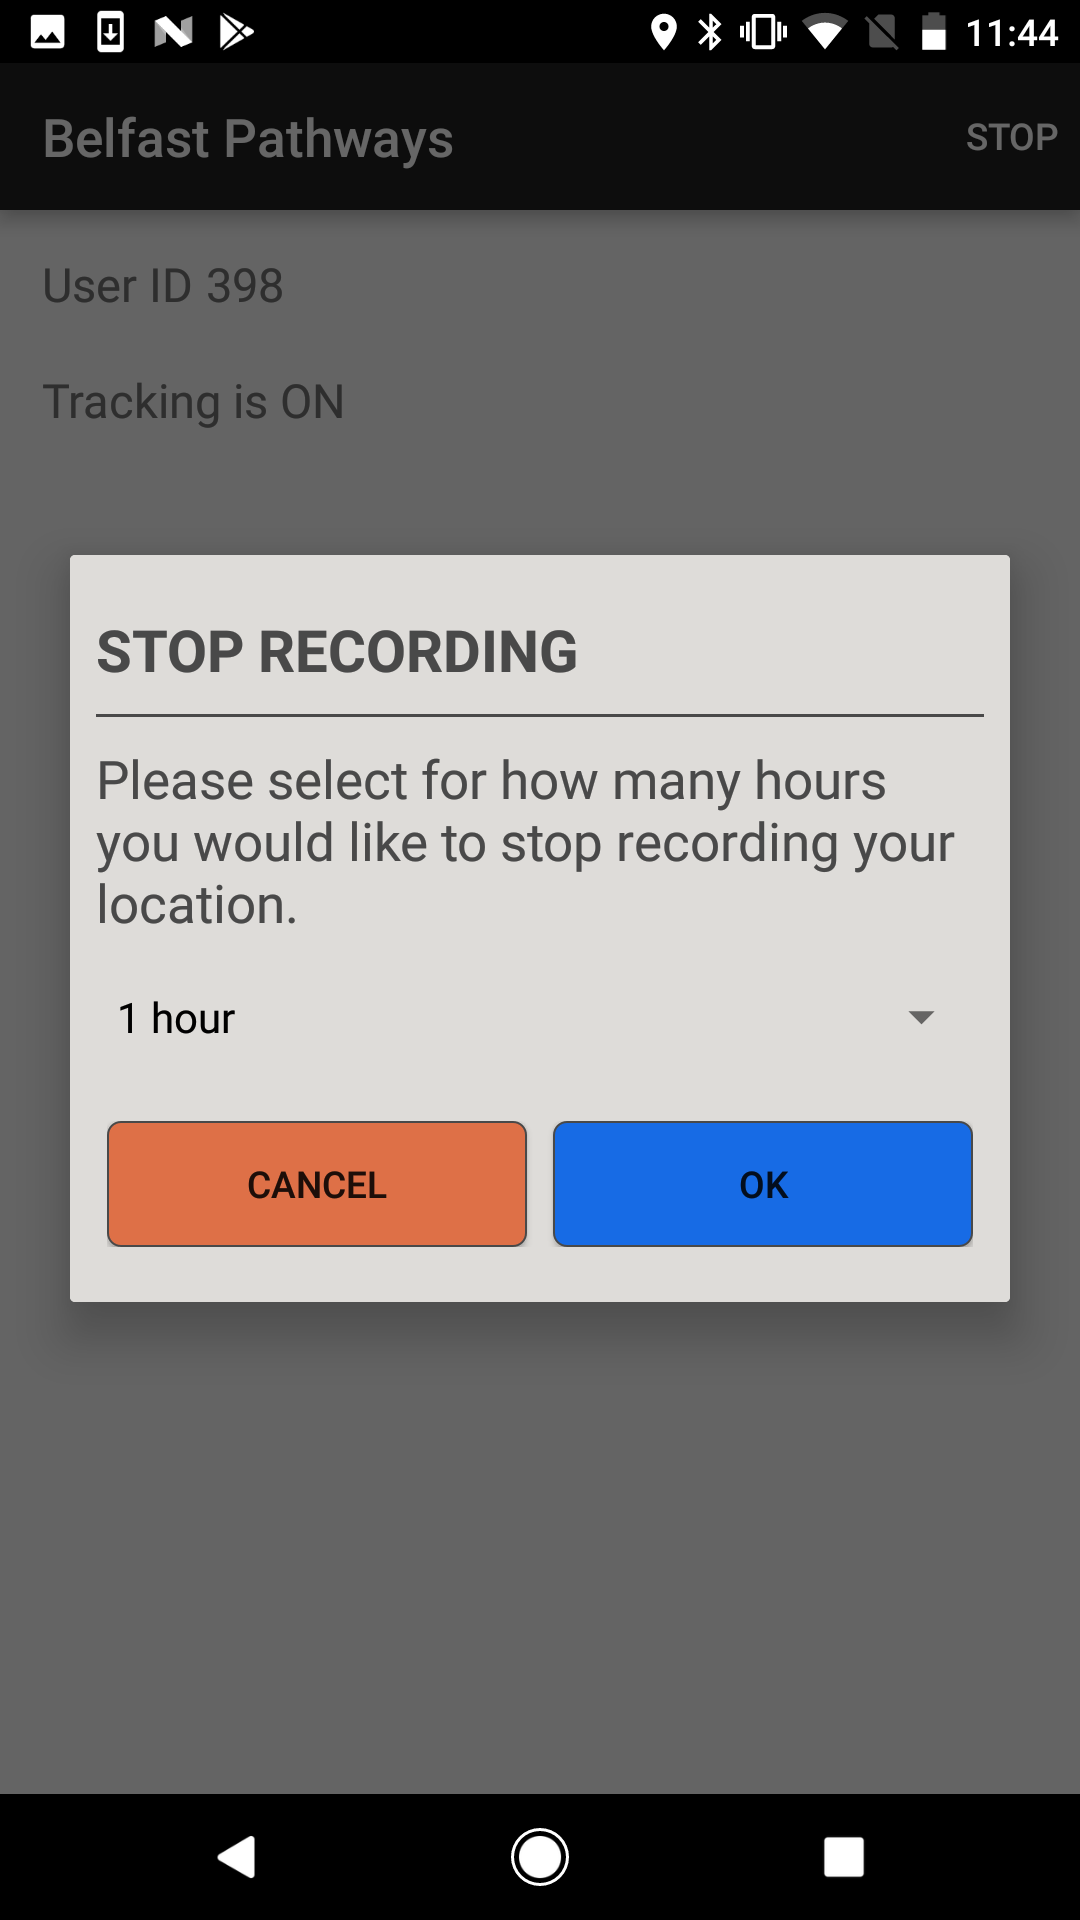 11:44
Belfast Pathways STOP
User ID 398
Tracking is ON
STOP RECORDING
Please select for how many hours
you would like to stop recording your
location.
1 hour
CANCEL OK